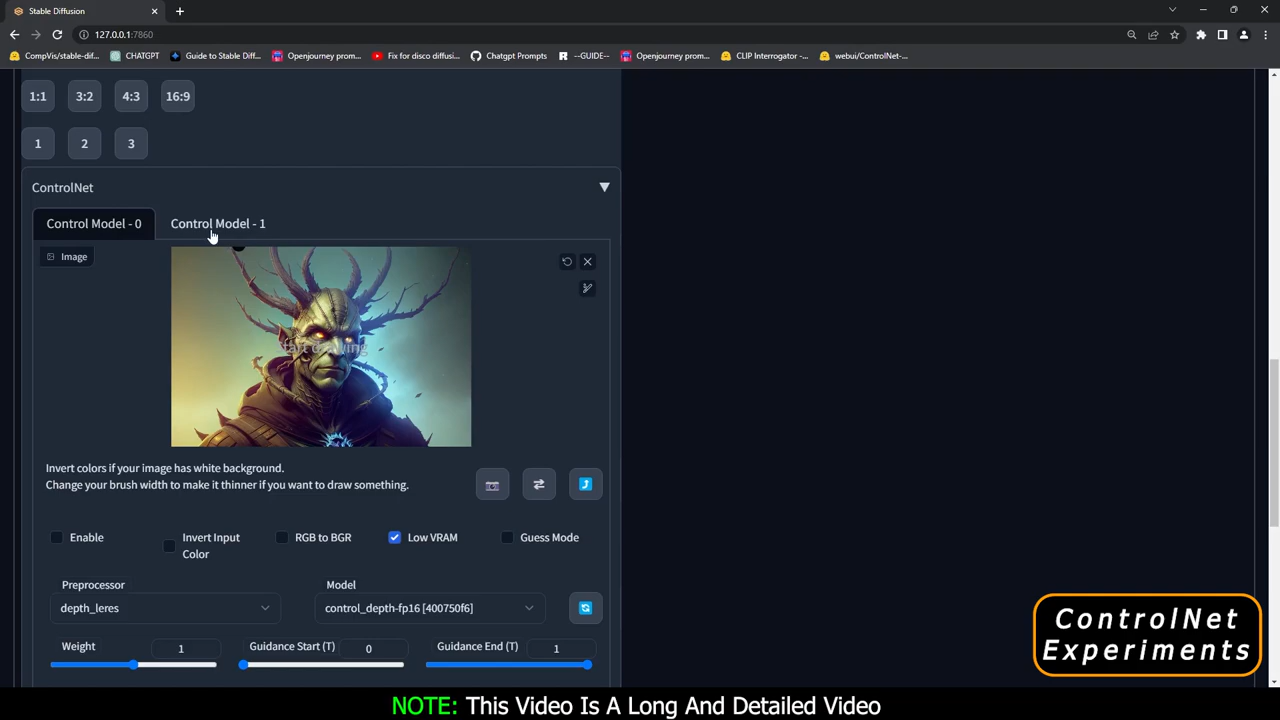 Stable Diffusion
127.0.0.1:7860
CompVis/stable-dif...
CHATGPT
Guide to Stable Diff...
Openjourney prom...
Fix for disco diffusi...
Chatgpt Prompts
--GUIDE--
Openjourney prom...
CLIP Interrogator -...
webui/ControlNet-...
1:1 3:2 4:3 16:9
1 2 3
ControlNet
Control Model - 0 Control Model - 1
Image
Invert colors if your image has white background.
Change your brush width to make it thinner if you want to draw something.
Enable
Invert Input
Color
RGB to BGR
Low VRAM
Guess Mode
Preprocessor
depth_leres
Model
control_depth-fp16 [400750f6]
Weight 1
Guidance Start (T) 0
Guidance End (T) 1
ControlNet
Experiments
NOTE: This Video Is A Long And Detailed Video